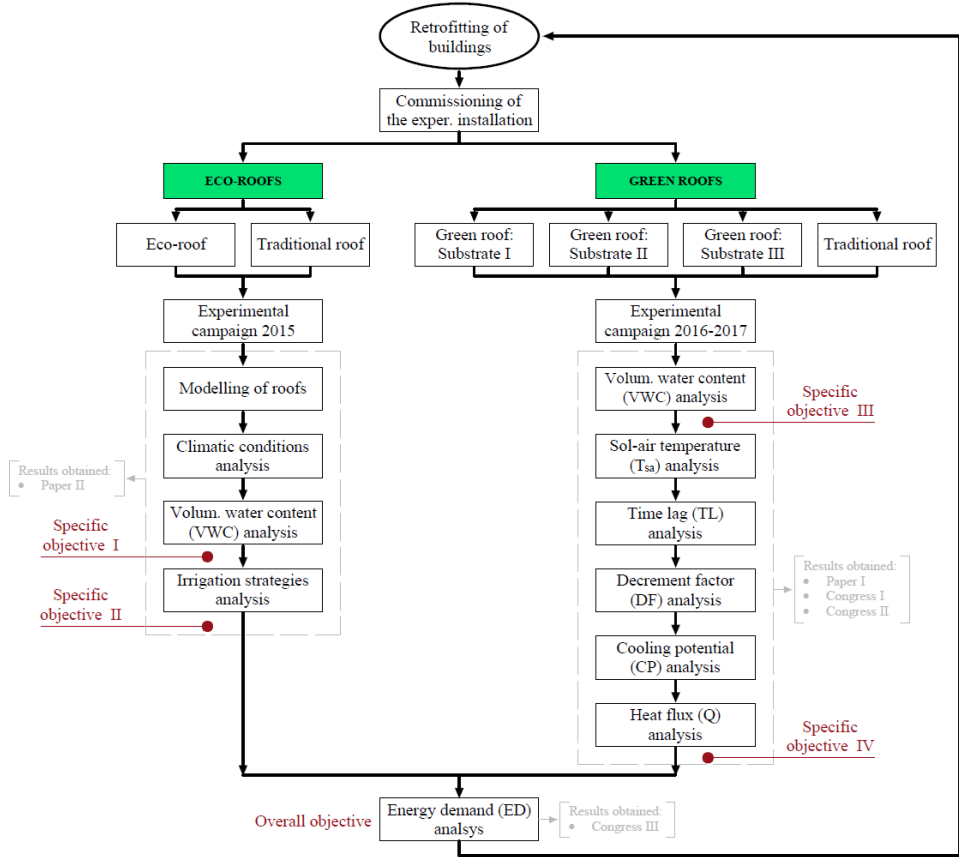 Retrofitting of
buildings
Commissioning of
the exper. installation
ECO-ROOFS
GREEN ROOFS
Eco-roof
Traditional roof
Green roof:
Substrate I
Green roof:
Substrate II
Green roof:
Substrate III
Traditional roof
Experimental
campaign 2015
Experimental
campaign 2016-2017
Modelling of roofs
Climatic conditions
analysis
Results obtained:
• Paper II
Volum. water content
(VWC) analysis
Specific
objective I
Irrigation strategies
analysis
Specific
objective II
Volum. water content
(VWC) analysis
Specific
objective III
Sol-air temperature
(Tsa) analysis
Time lag (TL)
analysis
Decrement factor
(DF) analysis
Results obtained:
• Paper I
• Congress I
• Congress II
Cooling potential
(CP) analysis
Heat flux (Q)
analysis
Specific
objective IV
Overall objective
Energy demand (ED)
analsys
Results obtained:
• Congress III